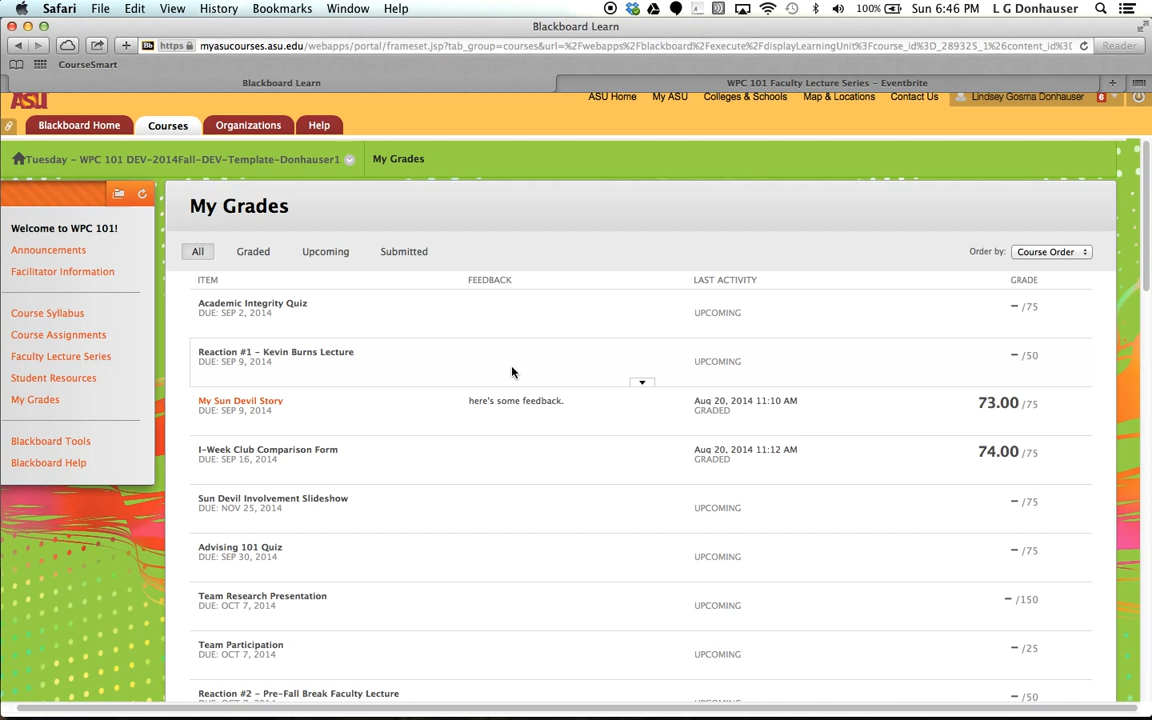 Safari File Edit View History Bookmarks Window Help 100% Sun 6:46 PM L G Donhauser
Blackboard Learn
Bb https myasucourses.asu.edu/webapps/portal/frameset.jsp?tab_group=courses&url=%2Fwebapps%2Fblackboard%2Fexecute%2FdisplayLearningUnit%3Fcourse_id%3D_289325_1%26content_id%3D Reader
CourseSmart
Blackboard Learn WPC 101 Faculty Lecture Series – Eventbrite
ASU ASU Home My ASU Colleges & Schools Map & Locations Contact Us Lindsey Gosma Donhauser 6
Blackboard Home Courses Organizations Help
Tuesday - WPC 101 DEV-2014Fall-DEV-Template-Donhauser1 My Grades
My Grades
Welcome to WPC 101!
Announcements
Facilitator Information
Course Syllabus
Course Assignments
Faculty Lecture Series
Student Resources
My Grades
Blackboard Tools
Blackboard Help
All Graded Upcoming Submitted Order by: Course Order
ITEM FEEDBACK LAST ACTIVITY GRADE
Academic Integrity Quiz
DUE: SEP 2, 2014 UPCOMING – /75
Reaction #1 – Kevin Burns Lecture
DUE: SEP 9, 2014 UPCOMING – /50
My Sun Devil Story here's some feedback. Aug 20, 2014 11:10 AM 73.00 /75
DUE: SEP 9, 2014 GRADED
I-Week Club Comparison Form Aug 20, 2014 11:12 AM 74.00 /75
DUE: SEP 16, 2014 GRADED
Sun Devil Involvement Slideshow
DUE: NOV 25, 2014 UPCOMING – /75
Advising 101 Quiz
DUE: SEP 30, 2014 UPCOMING – /75
Team Research Presentation
DUE: OCT 7, 2014 UPCOMING – /150
Team Participation
DUE: OCT 7, 2014 UPCOMING – /25
Reaction #2 – Pre-Fall Break Faculty Lecture – /50